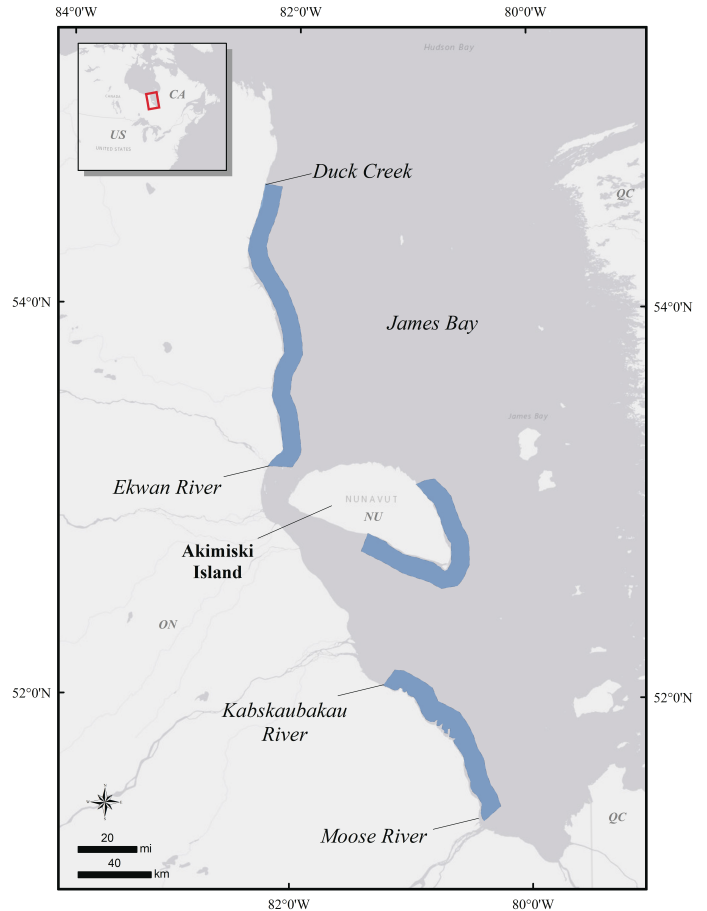 84°0'W
82°0'W
80°0'W
Hudson Bay
CA
US
UNITED STATES
Duck Creek
QC
54°0'N
54°0'N
James Bay
James Bay
Ekwan River
NUNAVUT
NU
Akimiski
Island
ON
52°0'N
52°0'N
Kabskaubakau
River
20
mi
40
km
Moose River
QC
82°0'W
80°0'W